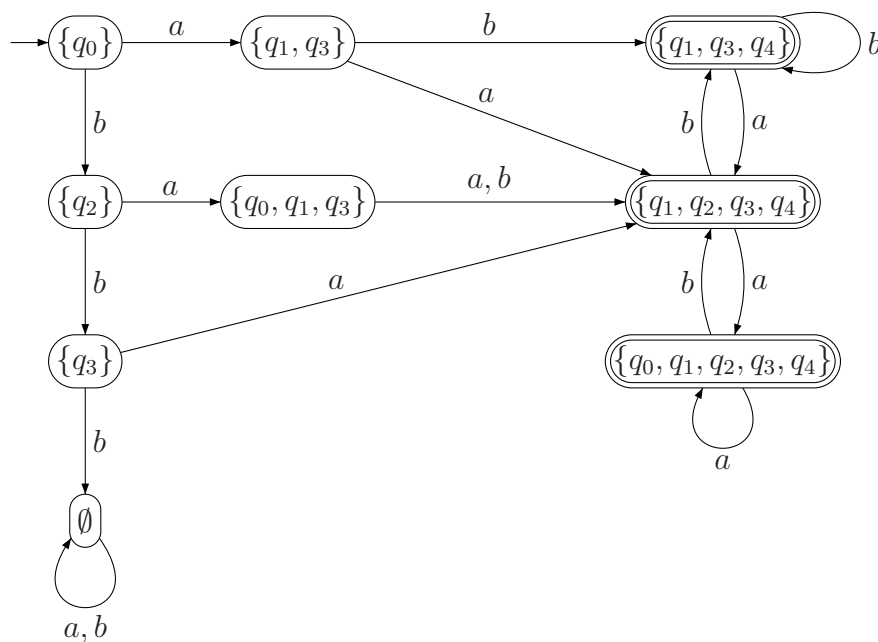 {q₀} a {q₁, q₃} b {q₁, q₃, q₄} b
a
b b a
{q₂} a {q₀, q₁, q₃} a, b {q₁, q₂, q₃, q₄}
b a b a
{q₃} {q₀, q₁, q₂, q₃, q₄}
b a
∅
a, b